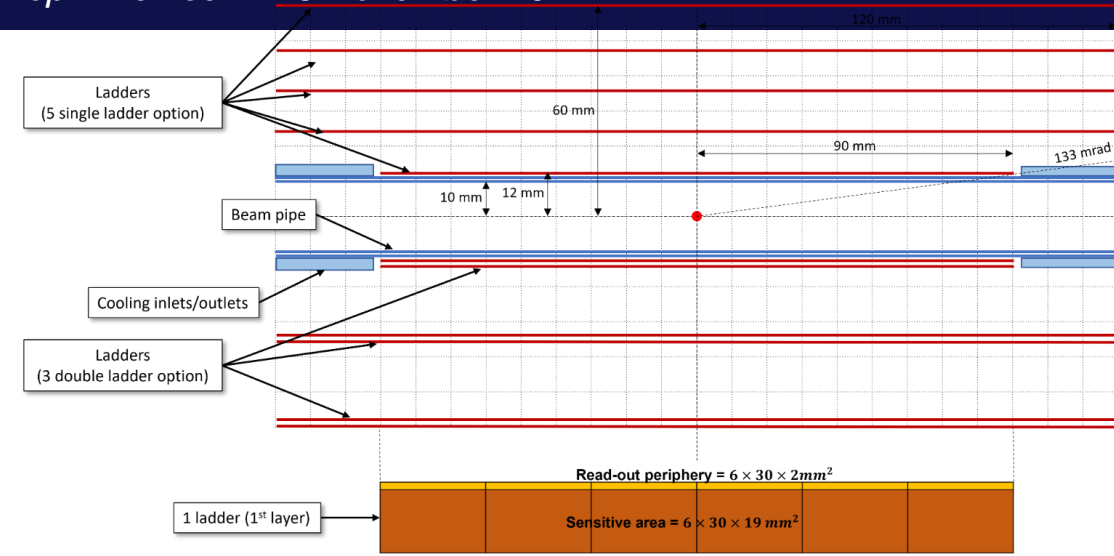 120 mm
Ladders
(5 single ladder option)
60 mm
90 mm
133 mrad
10 mm
12 mm
Beam pipe
Cooling inlets/outlets
Ladders
(3 double ladder option)
Read-out periphery = 6 × 30 × 2mm²
1 ladder (1st layer)
Sensitive area = 6 × 30 × 19 mm²